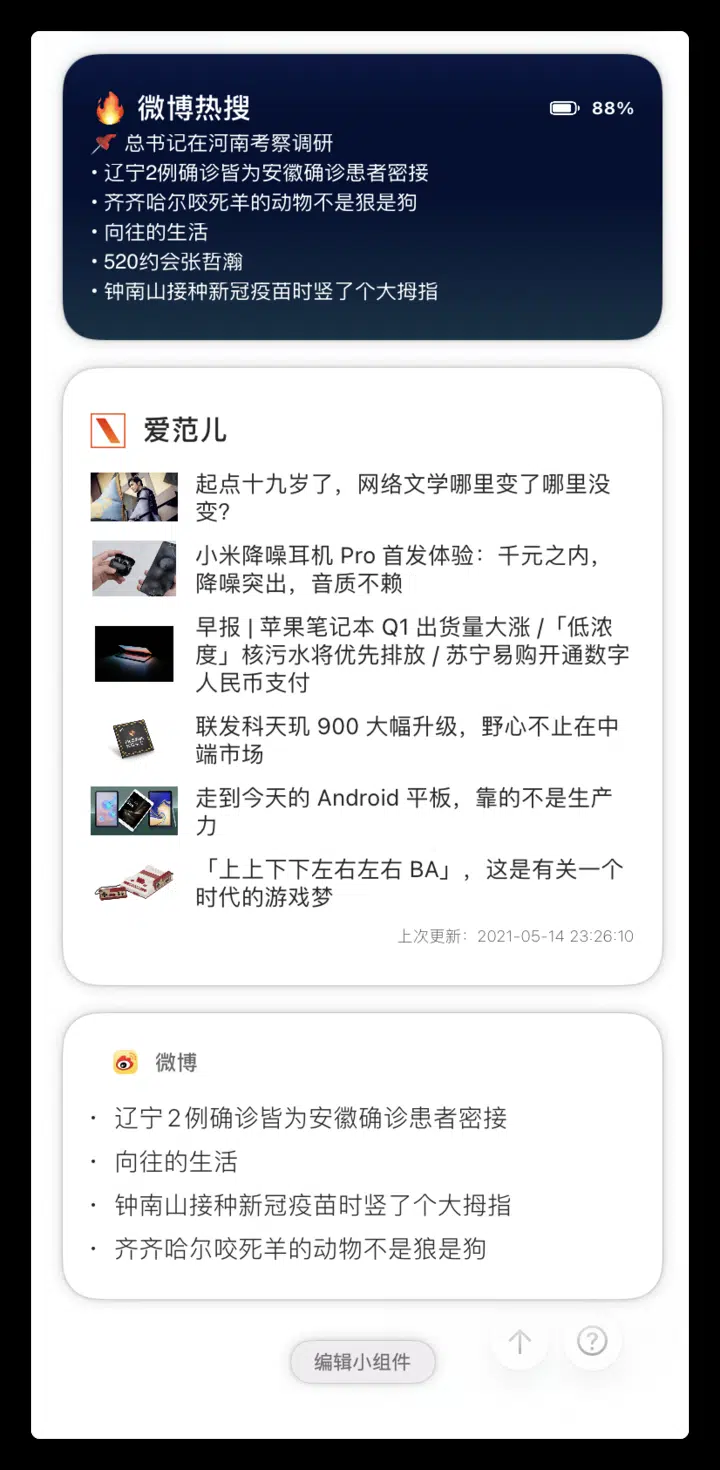 微博热搜
88%
总书记在河南考察调研
• 辽宁2例确诊皆为安徽确诊患者密接
• 齐齐哈尔咬死羊的动物不是狼是狗
• 向往的生活
• 520约会张哲瀚
• 钟南山接种新冠疫苗时竖了个大拇指
爱范儿
起点十九岁了，网络文学哪里变了哪里没
变？
小米降噪耳机 Pro 首发体验：千元之内，
降噪突出，音质不赖
早报 | 苹果笔记本 Q1 出货量大涨 /「低浓
度」核污水将优先排放 / 苏宁易购开通数字
人民币支付
联发科天玑 900 大幅升级，野心不止在中
端市场
走到今天的 Android 平板，靠的不是生产
力
「上上下下左右左右 BA」，这是有关一个
时代的游戏梦
上次更新：2021-05-14 23:26:10
微博
· 辽宁2例确诊皆为安徽确诊患者密接
· 向往的生活
· 钟南山接种新冠疫苗时竖了个大拇指
· 齐齐哈尔咬死羊的动物不是狼是狗
编辑小组件